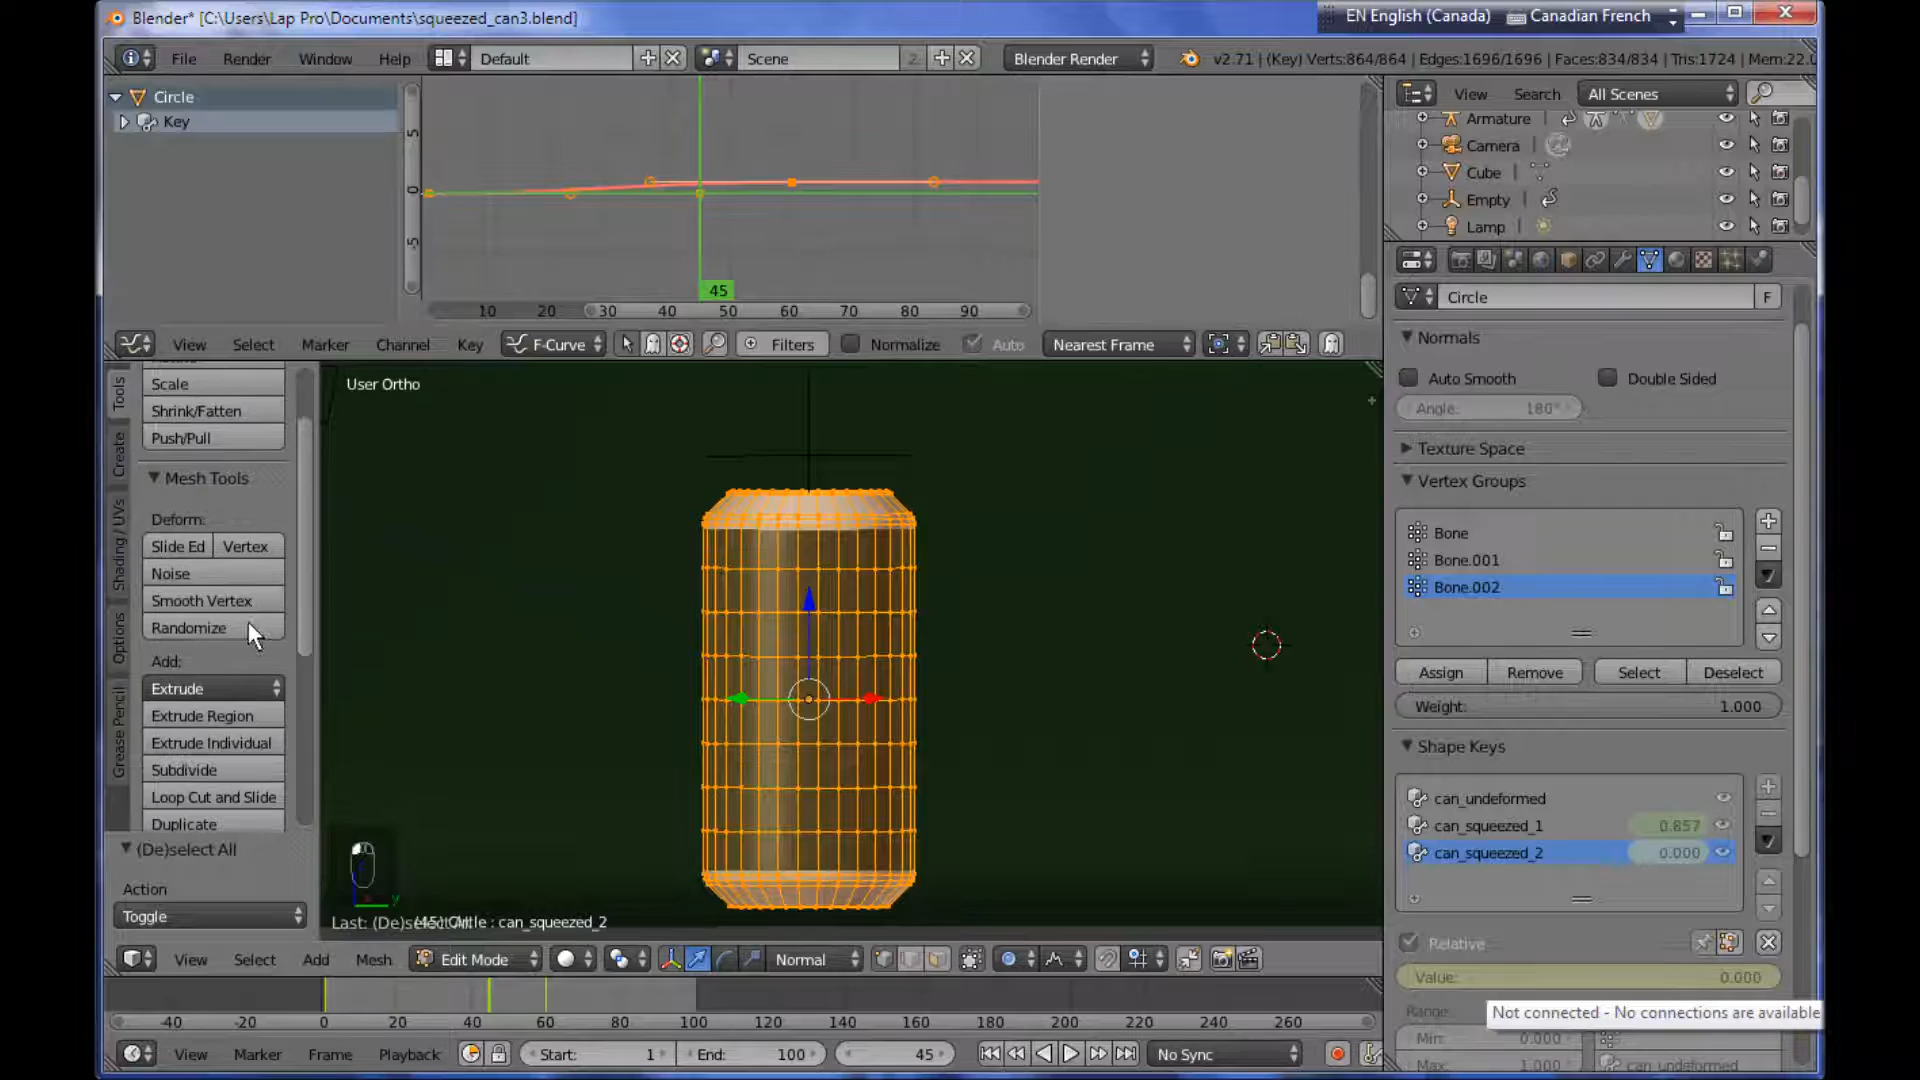 Blender* [C:\Users\Lap Pro\Documents\squeezed_can3.blend]
EN English (Canada) Canadian French
File Render Window Help Default Scene 2 Blender Render v2.71 | (Key) Verts:864/864 | Edges:1696/1696 | Faces:834/834 | Tris:1724 | Mem:22.0
Circle
Key
5
0
-5
45
10 20 30 40 50 60 70 80 90
View Select Marker Channel Key F-Curve Filters Normalize Auto Nearest Frame
View Search All Scenes
Armature
Camera
Cube
Empty
Lamp
Circle F
Normals
Auto Smooth Double Sided
Angle: 180°
Texture Space
Vertex Groups
Bone
Bone.001
Bone.002
Assign Remove Select Deselect
Weight: 1.000
Shape Keys
can_undeformed
can_squeezed_1 0.857
can_squeezed_2 0.000
Relative
Value: 0.000
Range:
Not connected - No connections are available
Min: 0.000
Max: 1.000 can_undeformed
Tools
Create
Shading / UVs
Options
Grease Pencil
Scale
Shrink/Fatten
Push/Pull
Mesh Tools
Deform:
Slide Ed Vertex
Noise
Smooth Vertex
Randomize
Add:
Extrude
Extrude Region
Extrude Individual
Subdivide
Loop Cut and Slide
Duplicate
(De)select All
Action
Toggle
User Ortho
y
(45) Circle : can_squeezed_2
View Select Add Mesh Edit Mode Normal
-40 -20 0 20 40 60 80 100 120 140 160 180 200 220 240 260
View Marker Frame Playback Start: 1 End: 100 45 No Sync